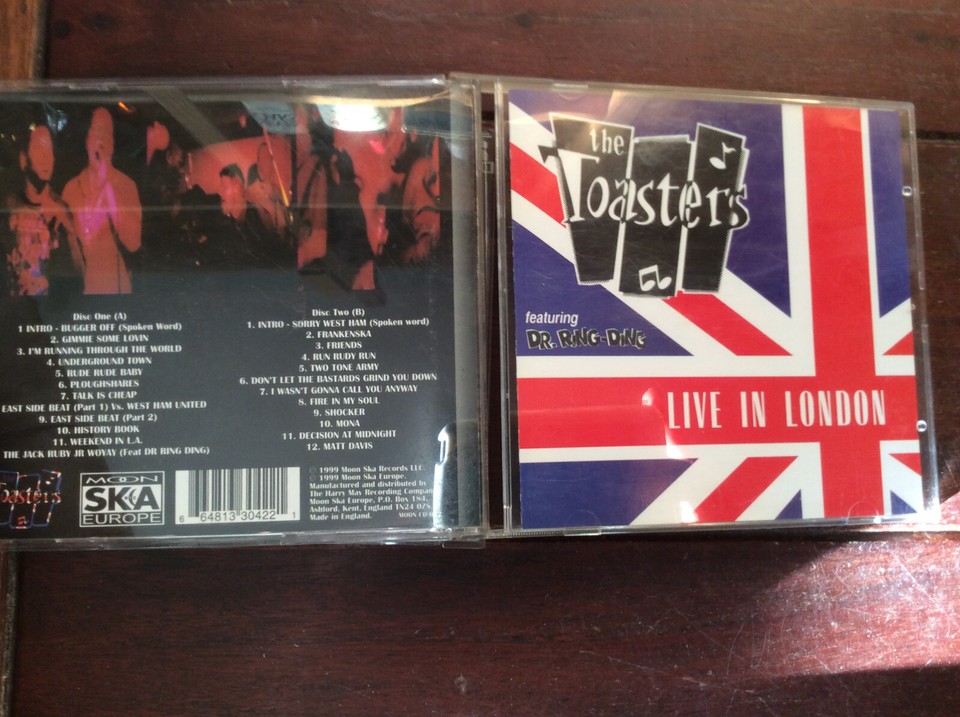 Disc One (A)
1 INTRO - BUGGER OFF (Spoken Word)
2. GIMMIE SOME LOVIN
3. I'M RUNNING THROUGH THE WORLD
4. UNDERGROUND TOWN
5. RUDE RUDE BABY
6. PLOUGHSHARES
7. TALK IS CHEAP
EAST SIDE BEAT (Part 1) Vs. WEST HAM UNITED
9. EAST SIDE BEAT (Part 2)
10. HISTORY BOOK
11. WEEKEND IN L.A.
THE JACK RUBY JR WOYAY (Feat DR RING DING)
Disc Two (B)
1. INTRO - SORRY WEST HAM (Spoken word)
2. FRANKENSKA
3. FRIENDS
4. RUN RUDY RUN
5. TWO TONE ARMY
6. DON'T LET THE BASTARDS GRIND YOU DOWN
7. I WASN'T GONNA CALL YOU ANYWAY
8. FIRE IN MY SOUL
9. SHOCKER
10. MONA
11. DECISION AT MIDNIGHT
12. MATT DAVIS
Toasters
MOON
SKA
EUROPE
6 64813 30422 1
℗ 1999 Moon Ska Records LLC.
1999 Moon Ska Europe.
Manufactured and distributed by
The Harry May Recording Compan
Moon Ska Europe, P.O. Box 184,
Ashford, Kent, England TN24 0ZS.
Made in England.
MOON CD
the
Toasters
featuring
DR. RING-DING
LIVE IN LONDON